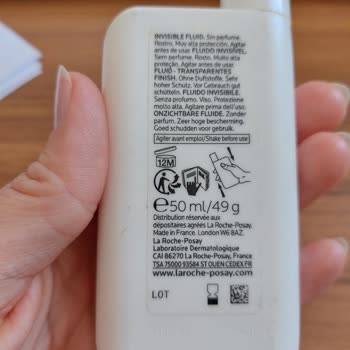 INVISIBLE FLUID. Sin perfume.
Rostro. Muy alta protección. Agitar
antes de usar. FLUIDO INVISÍVEL.
Sem perfume. Rosto. Muito alta
proteção. Agitar antes de usar.
FLUID - TRANSPARENTES
FINISH. Ohne Duftstoffe. Sehr
hoher Schutz. Vor Gebrauch gut
schütteln. FLUIDO INVISIBILE.
Senza profumo. Viso. Protezione
molto alta. Agitare prima dell'uso.
ONZICHTBARE FLUIDE. Zonder
parfum. Zeer hoge bescherming.
Goed schudden voor gebruik.
Agiter avant emploi/Shake before use
12M
℮50 ml/49 g
Distribution réservée aux
dépositaires agréés La Roche-Posay.
Made in France. London W6 8AZ.
La Roche-Posay
Laboratoire Dermatologique
CAI 86270 La Roche-Posay, France
TSA 75000 93584 ST OUEN CEDEX FR
www.laroche-posay.com
LOT